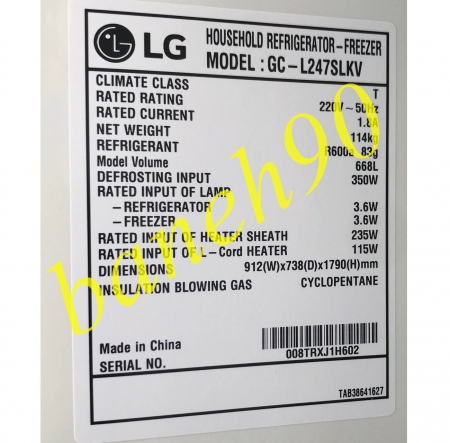 LG HOUSEHOLD REFRIGERATOR-FREEZER
MODEL : GC-L247SLKV
CLIMATE CLASS T
RATED RATING 220V~50Hz
RATED CURRENT 1.8A
NET WEIGHT 114kg
REFRIGERANT R600a 83g
Model Volume 668L
DEFROSTING INPUT 350W
RATED INPUT OF LAMP
-REFRIGERATOR 3.6W
-FREEZER 3.6W
RATED INPUT OF HEATER SHEATH 235W
RATED INPUT OF L-Cord HEATER 115W
DIMENSIONS 912(W)x738(D)x1790(H)mm
INSULATION BLOWING GAS CYCLOPENTANE
Made in China
SERIAL NO. 008TRXJ1H602
TAB38641627
baneh90